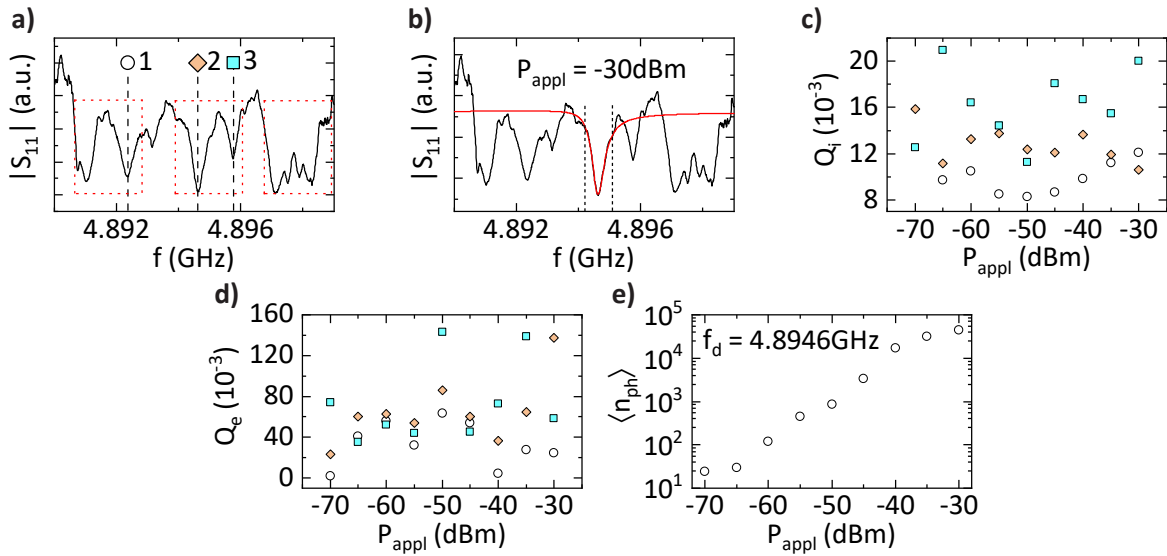 a)
1 2 3
|S11| (a.u.)
4.892 4.896
f (GHz)
b)
Pappl = -30dBm
|S11| (a.u.)
4.892 4.896
f (GHz)
c)
Qi (10-3)
20
16
12
8
-70 -60 -50 -40 -30
Pappl (dBm)
d)
Qe (10-3)
160
120
80
40
0
-70 -60 -50 -40 -30
Pappl (dBm)
e)
fd = 4.8946GHz
⟨nph⟩
105
104
103
102
101
-70 -60 -50 -40 -30
Pappl (dBm)